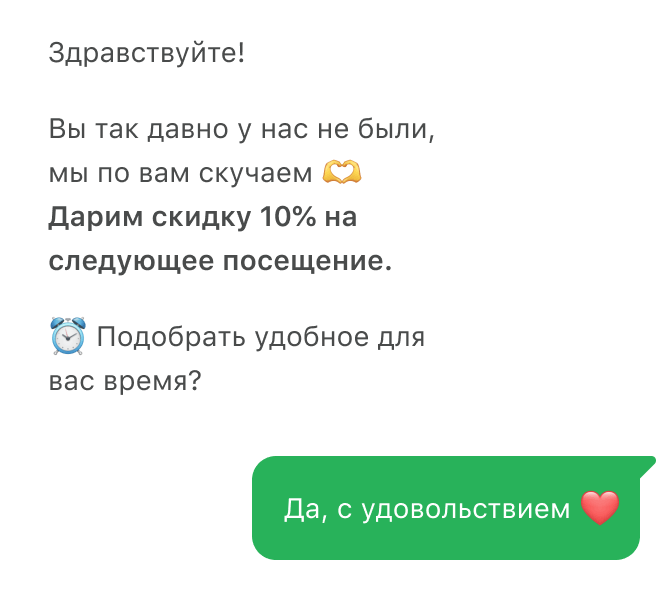 Здравствуйте!
Вы так давно у нас не были,
мы по вам скучаем 🫶
Дарим скидку 10% на
следующее посещение.
⏰ Подобрать удобное для
вас время?
Да, с удовольствием ❤️